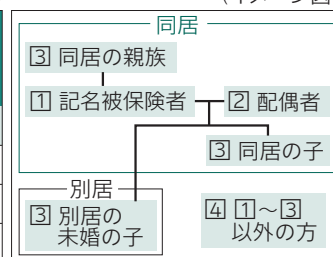 同居
3 同居の親族
1 記名被保険者
2 配偶者
3 同居の子
別居
3 別居の
未婚の子
4 1~3
以外の方